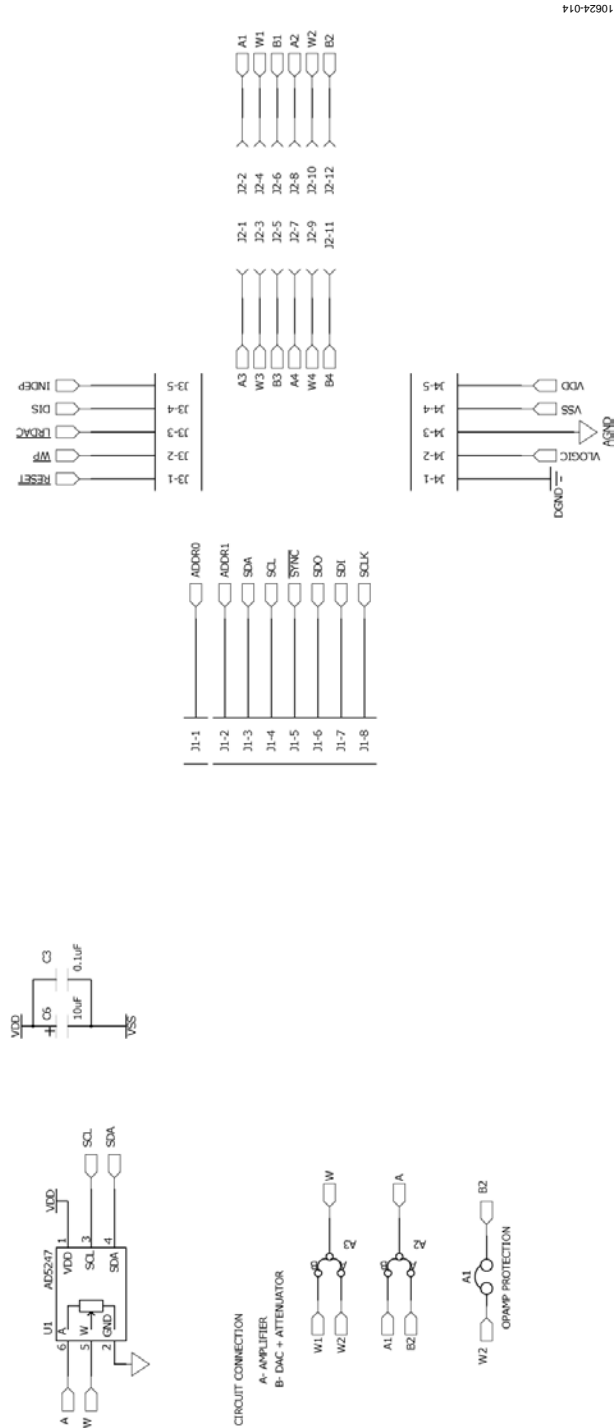 10624-014
A1
W1
B1
A2
W2
B2
J2-2
J2-4
J2-6
J2-8
J2-10
J2-12
J2-1
J2-3
J2-5
J2-7
J2-9
J2-11
A3
W3
B3
A4
W4
B4
INDEP
DIS
LRDAC
WP
RESET
J3-5
J3-4
J3-3
J3-2
J3-1
J4-5
J4-4
J4-3
J4-2
J4-1
VDD
VSS
AGND
VLOGIC
DGND
ADDR0
ADDR1
SDA
SCL
SYNC
SDO
SDI
SCLK
J1-1
J1-2
J1-3
J1-4
J1-5
J1-6
J1-7
J1-8
VDD
C6
10uF
C3
0.1uF
VSS
VDD
SCL
SDA
U1
AD5247
6
A
VDD
1
5
W
SCL
3
2
GND
SDA
4
A
W
CIRCUIT CONNECTION
A- AMPLIFIER
B- DAC + ATTENUATOR
W1
W2
B
A
A3
W
A1
B2
B
A
A2
A
W2
A1
B2
OPAMP PROTECTION